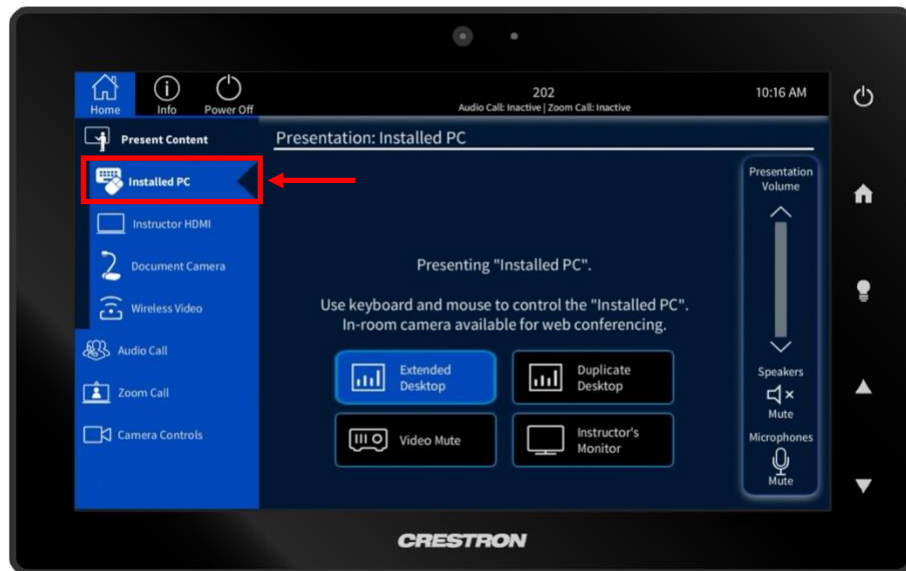 Home
Info
Power Off
202
Audio Call: Inactive | Zoom Call: Inactive
10:16 AM
Present Content
Installed PC
Instructor HDMI
Document Camera
Wireless Video
Audio Call
Zoom Call
Camera Controls
Presentation: Installed PC
Presenting "Installed PC".
Use keyboard and mouse to control the "Installed PC".
In-room camera available for web conferencing.
Extended
Desktop
Duplicate
Desktop
Video Mute
Instructor's
Monitor
Presentation
Volume
Speakers
Mute
Microphones
Mute
CRESTRON